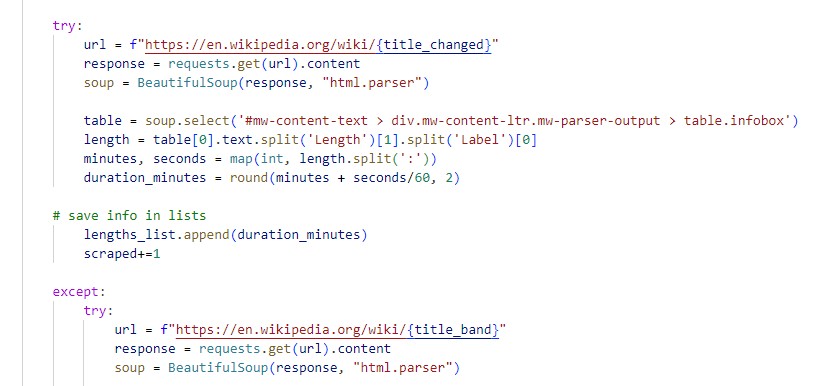 try:
url = f"https://en.wikipedia.org/wiki/{title_changed}"
response = requests.get(url).content
soup = BeautifulSoup(response, "html.parser")
table = soup.select('#mw-content-text > div.mw-content-ltr.mw-parser-output > table.infobox')
length = table[0].text.split('Length')[1].split('Label')[0]
minutes, seconds = map(int, length.split(':'))
duration_minutes = round(minutes + seconds/60, 2)
# save info in lists
lengths_list.append(duration_minutes)
scraped+=1
except:
try:
url = f"https://en.wikipedia.org/wiki/{title_band}"
response = requests.get(url).content
soup = BeautifulSoup(response, "html.parser")